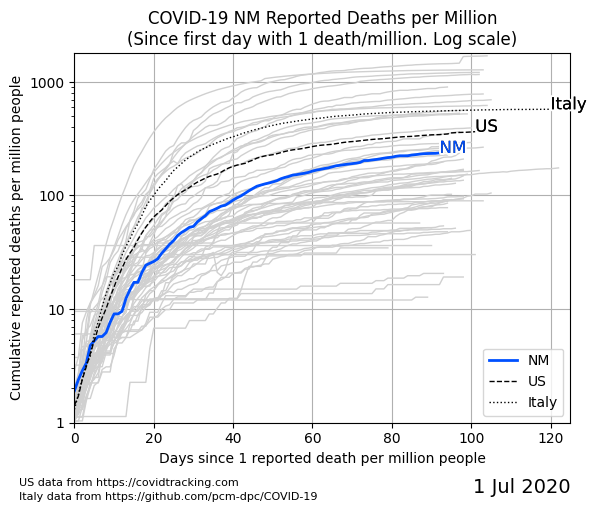 COVID-19 NM Reported Deaths per Million
(Since first day with 1 death/million. Log scale)
Cumulative reported deaths per million people
1000
100
10
1
Italy
US
NM
NM
US
Italy
0 20 40 60 80 100 120
Days since 1 reported death per million people
US data from https://covidtracking.com
Italy data from https://github.com/pcm-dpc/COVID-19
1 Jul 2020